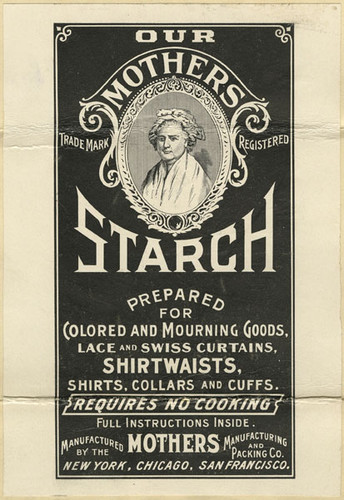 OUR
MOTHERS
TRADE MARK REGISTERED
STARCH
PREPARED
FOR
COLORED AND MOURNING GOODS,
LACE AND SWISS CURTAINS,
SHIRTWAISTS,
SHIRTS, COLLARS AND CUFFS.
REQUIRES NO COOKING
FULL INSTRUCTIONS INSIDE.
MANUFACTURED BY THE MOTHERS MANUFACTURING AND PACKING CO.
NEW YORK, CHICAGO, SAN FRANCISCO.